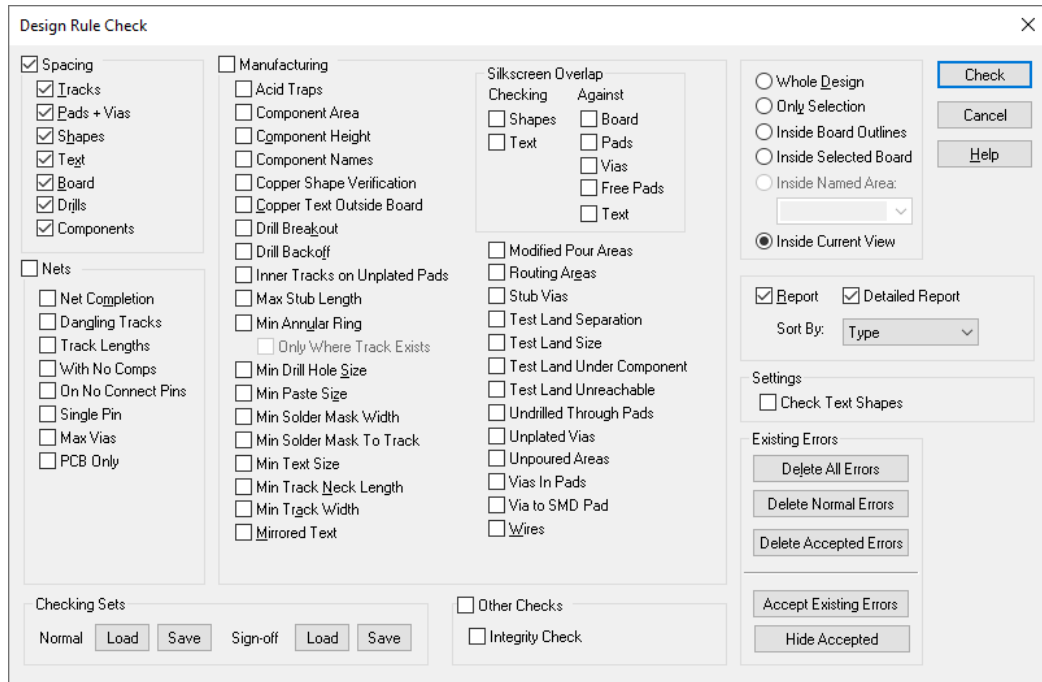 Design Rule Check
Spacing
Tracks
Pads + Vias
Shapes
Text
Board
Drills
Components
Nets
Net Completion
Dangling Tracks
Track Lengths
With No Comps
On No Connect Pins
Single Pin
Max Vias
PCB Only
Manufacturing
Acid Traps
Component Area
Component Height
Component Names
Copper Shape Verification
Copper Text Outside Board
Drill Breakout
Drill Backoff
Inner Tracks on Unplated Pads
Max Stub Length
Min Annular Ring
Only Where Track Exists
Min Drill Hole Size
Min Paste Size
Min Solder Mask Width
Min Solder Mask To Track
Min Text Size
Min Track Neck Length
Min Track Width
Mirrored Text
Silkscreen Overlap
Checking Against
Shapes Board
Text Pads
Vias
Free Pads
Text
Modified Pour Areas
Routing Areas
Stub Vias
Test Land Separation
Test Land Size
Test Land Under Component
Test Land Unreachable
Undrilled Through Pads
Unplated Vias
Unpoured Areas
Vias In Pads
Via to SMD Pad
Wires
Whole Design
Only Selection
Inside Board Outlines
Inside Selected Board
Inside Named Area:
Inside Current View
Check
Cancel
Help
Report Detailed Report
Sort By: Type
Settings
Check Text Shapes
Existing Errors
Delete All Errors
Delete Normal Errors
Delete Accepted Errors
Accept Existing Errors
Hide Accepted
Checking Sets
Normal Load Save Sign-off Load Save
Other Checks
Integrity Check